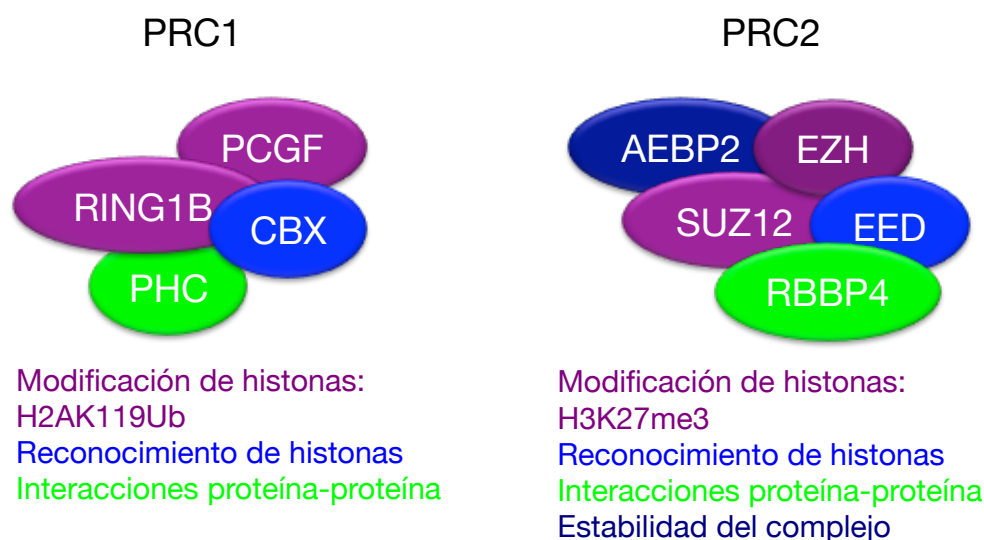 PRC1
PCGF
RING1B
CBX
PHC
Modificación de histonas:
H2AK119Ub
Reconocimiento de histonas
Interacciones proteína-proteína
PRC2
AEBP2
EZH
SUZ12
EED
RBBP4
Modificación de histonas:
H3K27me3
Reconocimiento de histonas
Interacciones proteína-proteína
Estabilidad del complejo